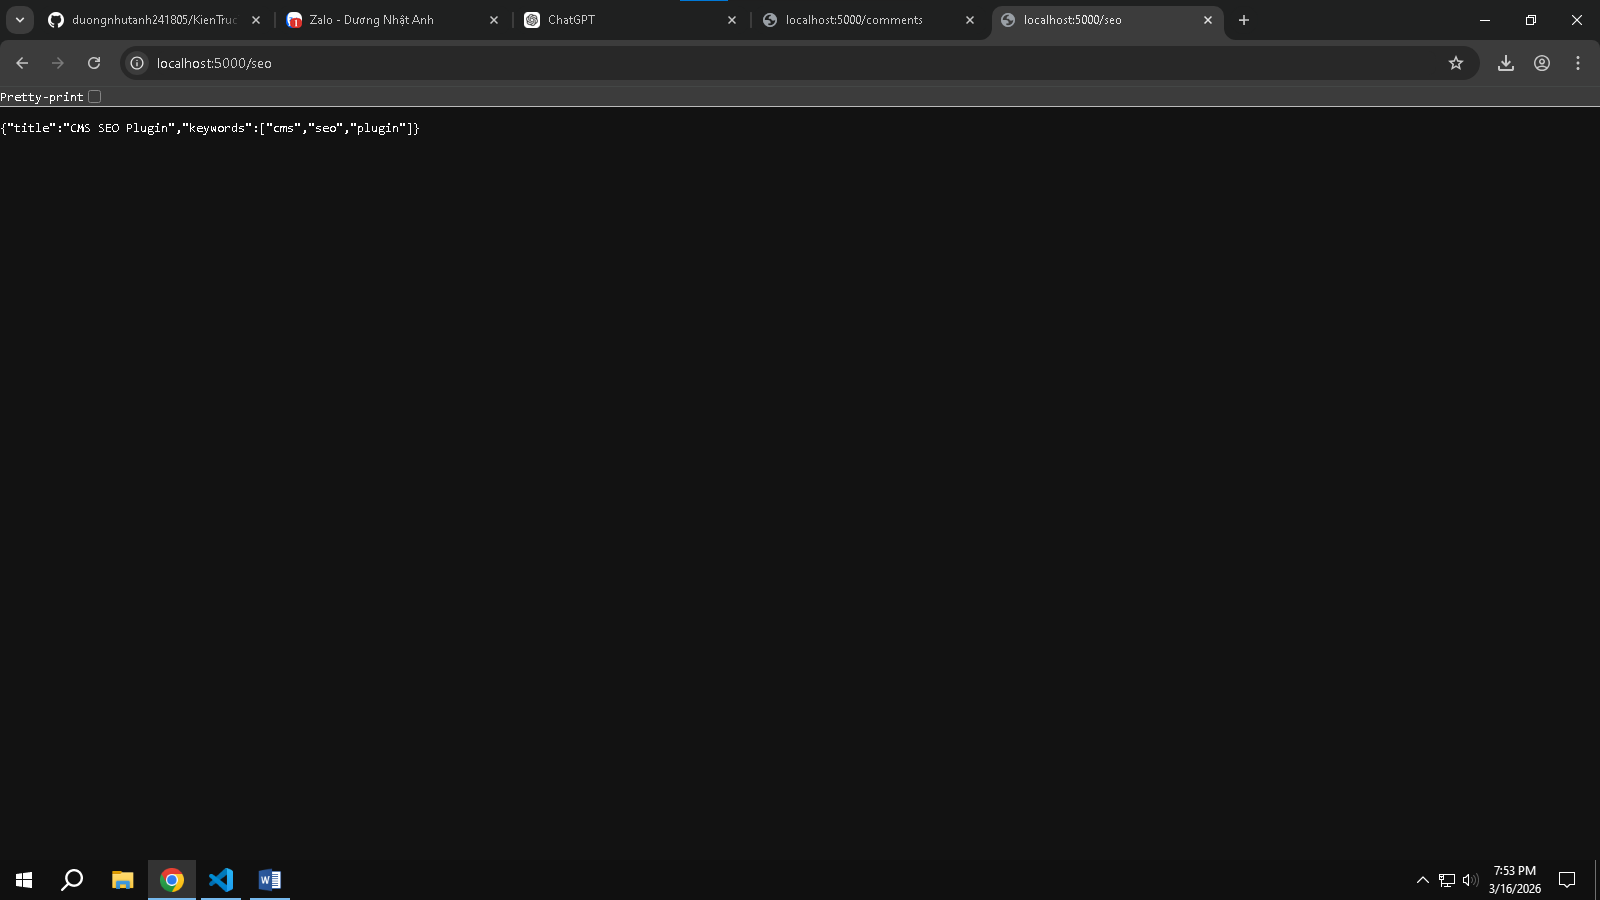 duongnhutanh241805/KienTruc
Zalo - Dương Nhật Anh
ChatGPT
localhost:5000/comments
localhost:5000/seo
localhost:5000/seo
Pretty-print
{"title":"CMS SEO Plugin","keywords":["cms","seo","plugin"]}
7:53 PM
3/16/2026